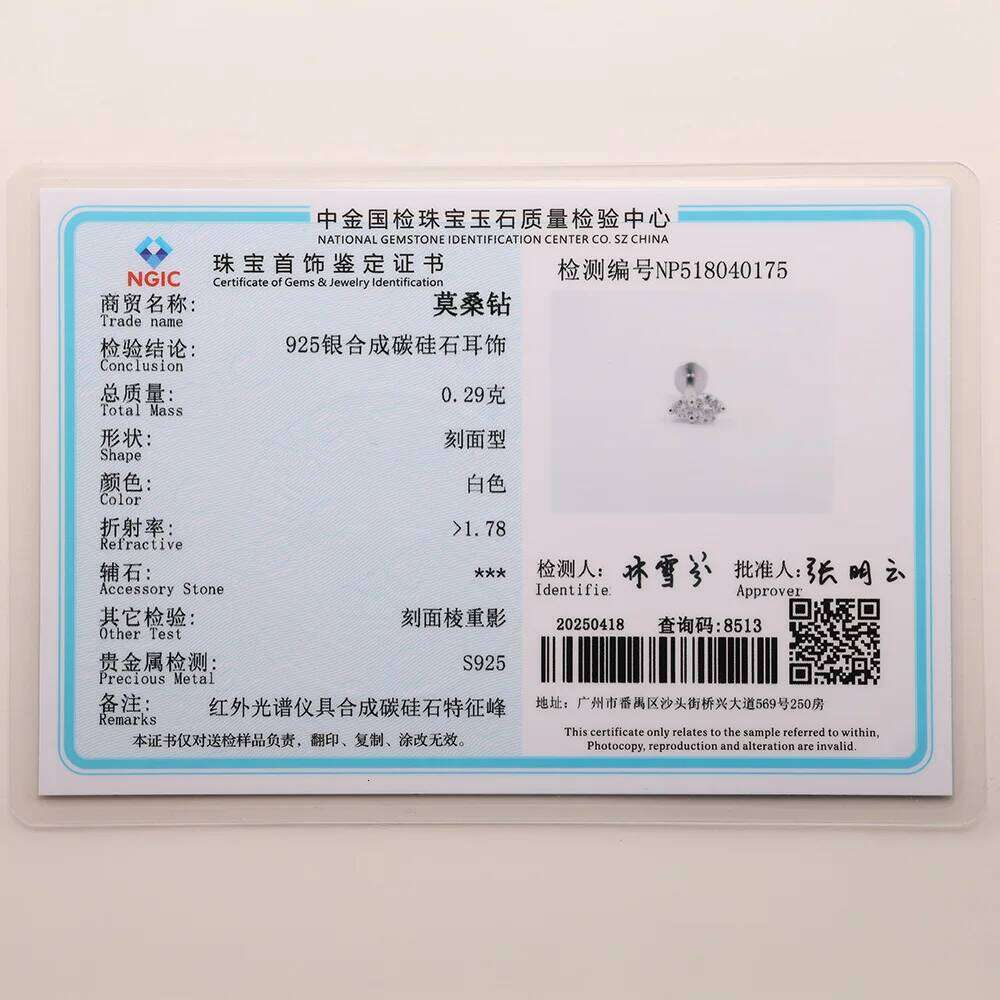 中金国检珠宝玉石质量检验中心
NATIONAL GEMSTONE IDENTIFICATION CENTER CO. SZ CHINA
NGIC
珠宝首饰鉴定证书
Certificate of Gems & Jewelry Identification
检测编号NP518040175
商贸名称: 莫桑钻
Trade name
检验结论: 925银合成碳硅石耳饰
Conclusion
总质量: 0.29克
Total Mass
形状: 刻面型
Shape
颜色: 白色
Color
折射率: >1.78
Refractive
辅石: ***
Accessory Stone
其它检验: 刻面棱重影
Other Test
贵金属检测: S925
Precious Metal
备注: 红外光谱仪具合成碳硅石特征峰
Remarks
本证书仅对送检样品负责，翻印、复制、涂改无效。
检测人: 林雪芬 批准人: 张明云
Identifie. Approver
20250418 查询码:8513
地址: 广州市番禺区沙头街桥兴大道569号250房
This certificate only relates to the sample referred to within,
Photocopy, reproduction and alteration are invalid.